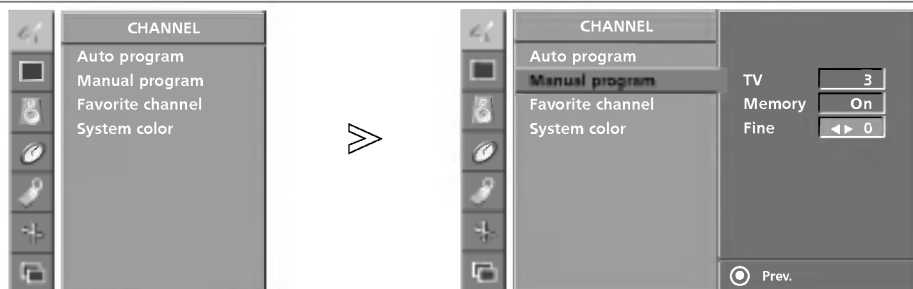 CHANNEL
Auto program
Manual program
Favorite channel
System color
CHANNEL
Auto program
Manual program
Favorite channel
System color
TV 3
Memory On
Fine ◀▶ 0
Prev.